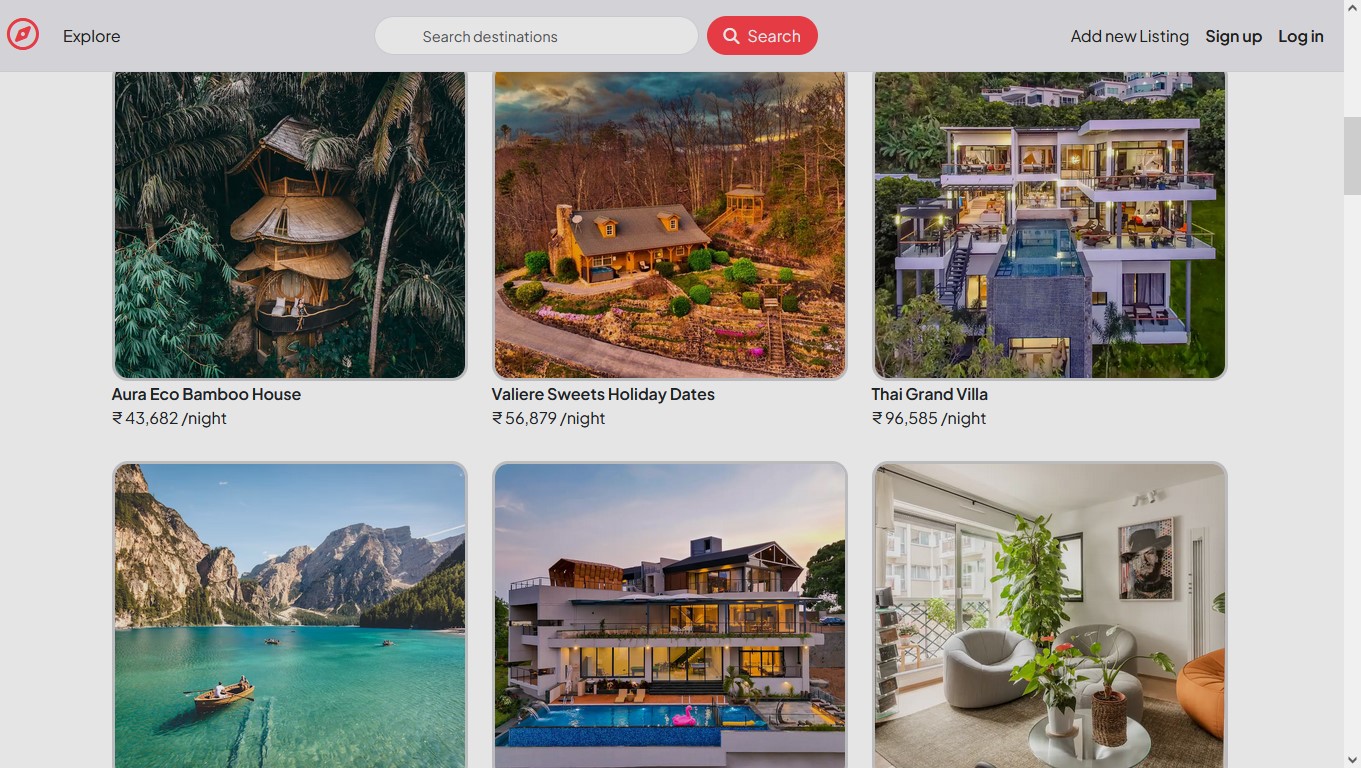 Explore
Search destinations
Search
Add new Listing
Sign up
Log in
Aura Eco Bamboo House
Valiere Sweets Holiday Dates
Thai Grand Villa
₹ 43,682 /night
₹ 56,879 /night
₹ 96,585 /night